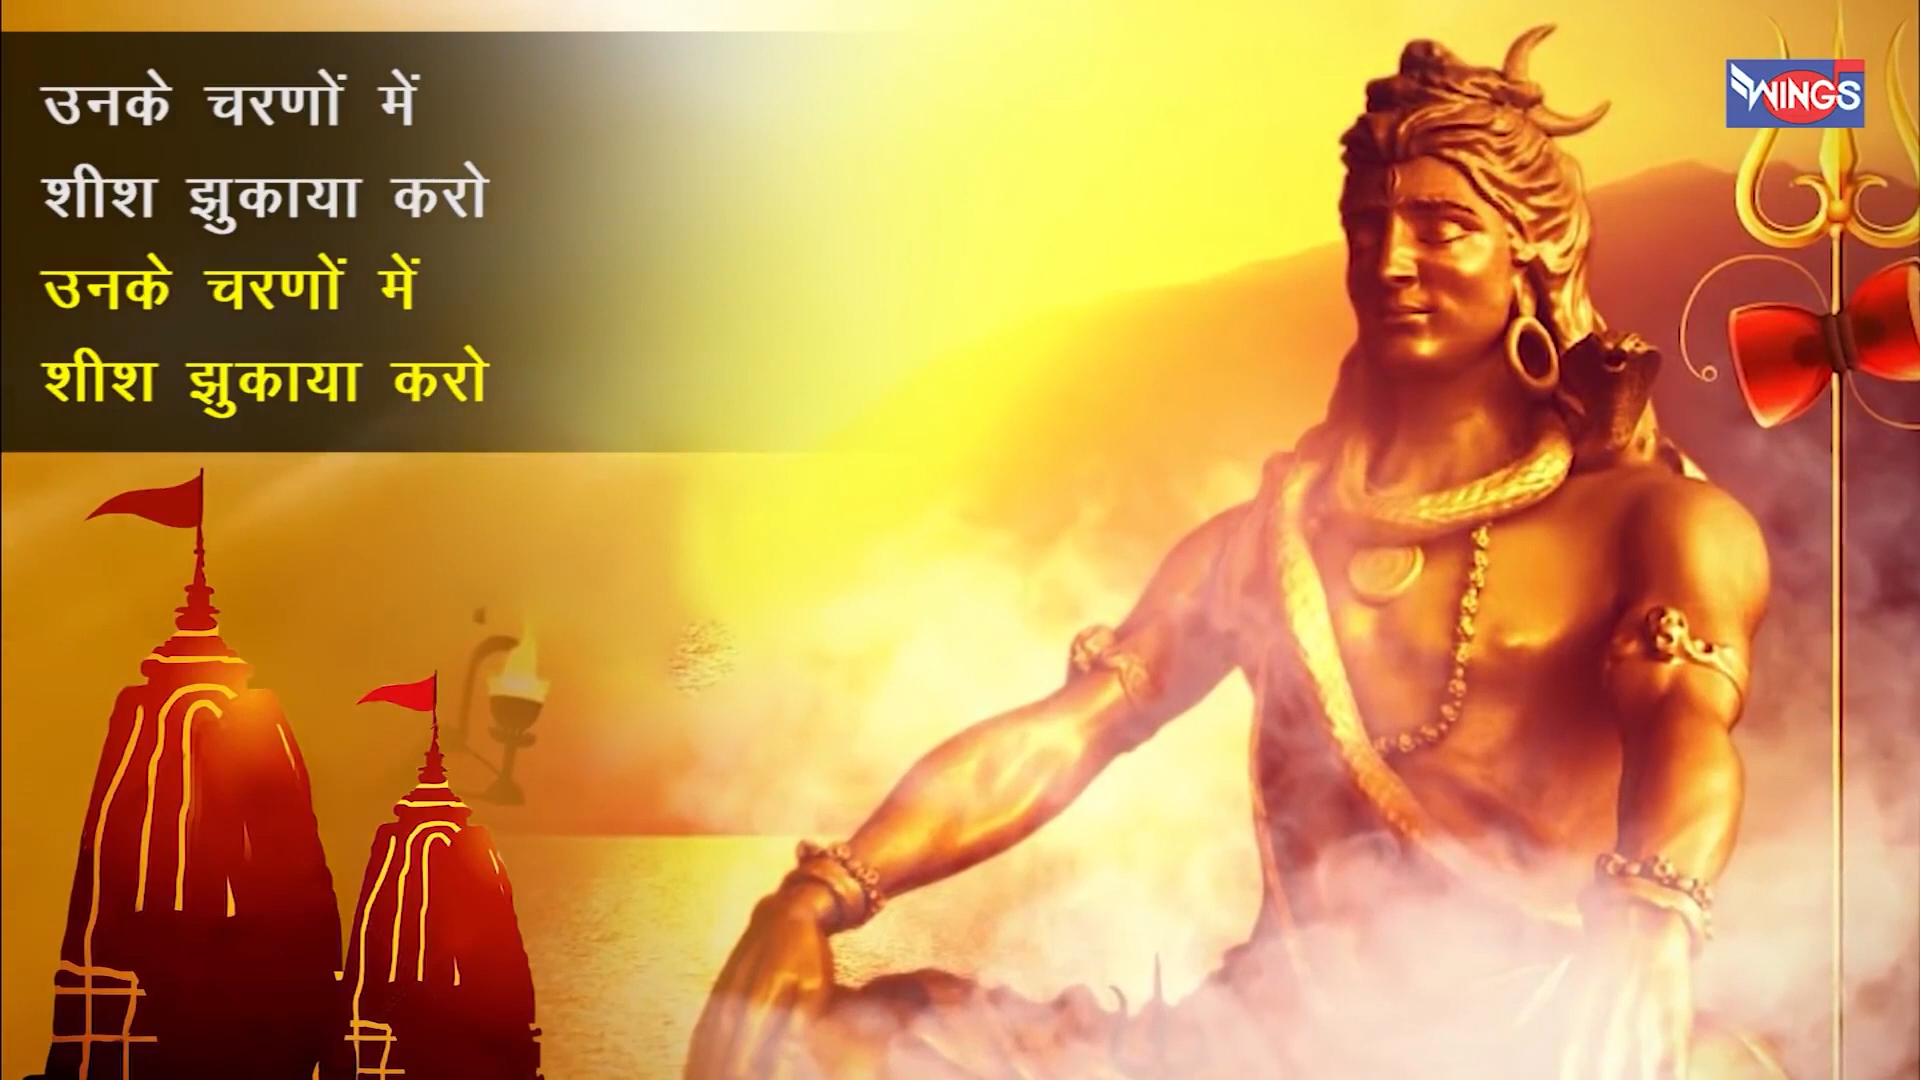 उनके चरणों में
शीश झुकाया करो
उनके चरणों में
शीश झुकाया करो
WINGS